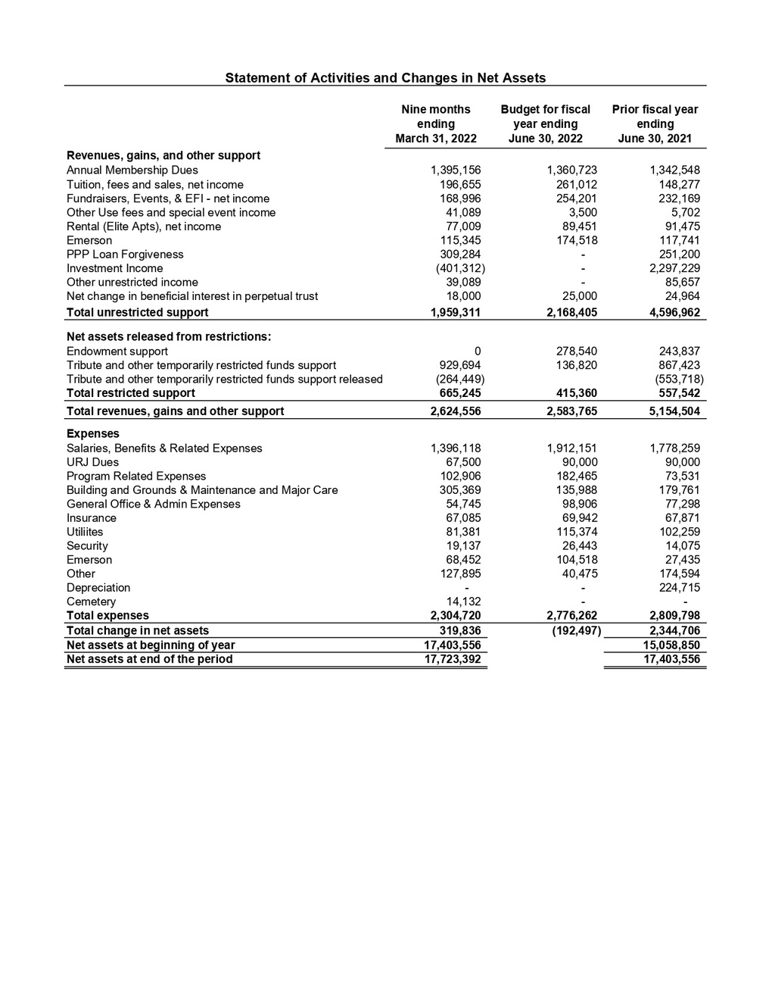 Statement of Activities and Changes in Net Assets
Nine months ending March 31, 2022 Budget for fiscal year ending June 30, 2022 Prior fiscal year ending June 30, 2021
Revenues, gains, and other support
Annual Membership Dues 1,395,156 1,360,723 1,342,548
Tuition, fees and sales, net income 196,655 261,012 148,277
Fundraisers, Events, & EFI - net income 168,996 254,201 232,169
Other Use fees and special event income 41,089 3,500 5,702
Rental (Elite Apts), net income 77,009 89,451 91,475
Emerson 115,345 174,518 117,741
PPP Loan Forgiveness 309,284 - 251,200
Investment Income (401,312) - 2,297,229
Other unrestricted income 39,089 - 85,657
Net change in beneficial interest in perpetual trust 18,000 25,000 24,964
Total unrestricted support 1,959,311 2,168,405 4,596,962
Net assets released from restrictions:
Endowment support 0 278,540 243,837
Tribute and other temporarily restricted funds support 929,694 136,820 867,423
Tribute and other temporarily restricted funds support released (264,449) (553,718)
Total restricted support 665,245 415,360 557,542
Total revenues, gains and other support 2,624,556 2,583,765 5,154,504
Expenses
Salaries, Benefits & Related Expenses 1,396,118 1,912,151 1,778,259
URJ Dues 67,500 90,000 90,000
Program Related Expenses 102,906 182,465 73,531
Building and Grounds & Maintenance and Major Care 305,369 135,988 179,761
General Office & Admin Expenses 54,745 98,906 77,298
Insurance 67,085 69,942 67,871
Utiliites 81,381 115,374 102,259
Security 19,137 26,443 14,075
Emerson 68,452 104,518 27,435
Other 127,895 40,475 174,594
Depreciation - - 224,715
Cemetery 14,132 - -
Total expenses 2,304,720 2,776,262 2,809,798
Total change in net assets 319,836 (192,497) 2,344,706
Net assets at beginning of year 17,403,556 15,058,850
Net assets at end of the period 17,723,392 17,403,556